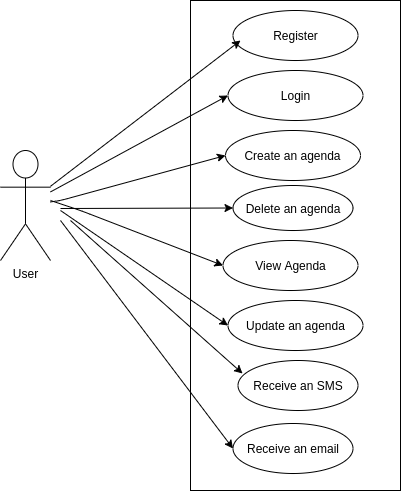 Register
Login
Create an agenda
Delete an agenda
View Agenda
User
Update an agenda
Receive an SMS
Receive an email